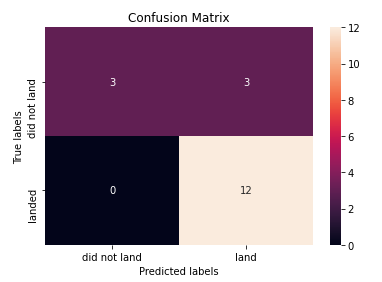 Confusion Matrix
True labels
did not land
landed
3 3
0 12
did not land land
Predicted labels
12
10
8
6
4
2
0